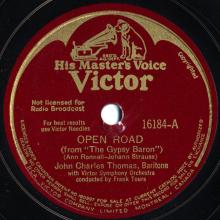 His Master's Voice
Victor
Not Licensed for
Radio Broadcast
For best results
use Victor Needles
16184-A
OPEN ROAD
(from "The Gypsy Baron")
(Ann Ronnell-Johann Strauss)
John Charles Thomas, Baritone
with Victor Symphony Orchestra
conducted by Frank Tours